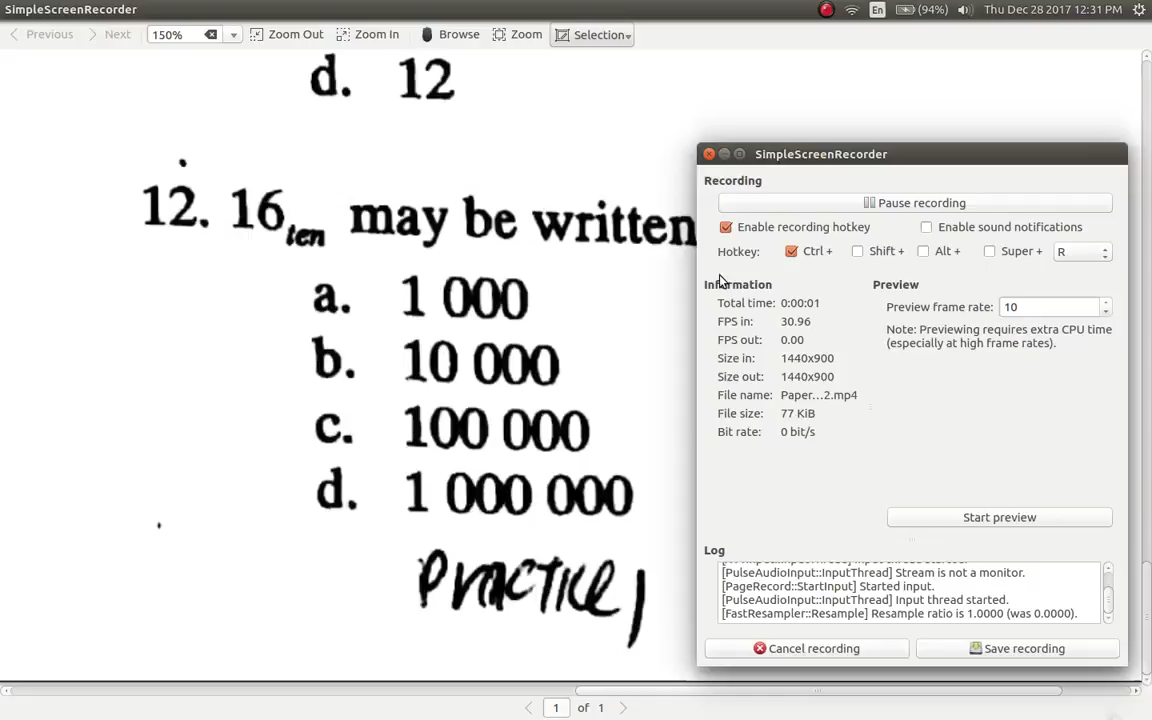 SimpleScreenRecorder
En (94%) Thu Dec 28 2017 12:31 PM
Previous Next 150% Zoom Out Zoom In Browse Zoom Selection
d. 12
12. 16ten may be written
a. 1 000
b. 10 000
c. 100 000
d. 1 000 000
Practice
SimpleScreenRecorder
Recording
Pause recording
Enable recording hotkey Enable sound notifications
Hotkey: Ctrl + Shift + Alt + Super + R
Information
Total time: 0:00:01
FPS in: 30.96
FPS out: 0.00
Size in: 1440x900
Size out: 1440x900
File name: Paper...2.mp4
File size: 77 KiB
Bit rate: 0 bit/s
Preview
Preview frame rate: 10
Note: Previewing requires extra CPU time
(especially at high frame rates).
Start preview
Log
[PulseAudioInput::InputThread] Stream is not a monitor.
[PageRecord::StartInput] Started input.
[PulseAudioInput::InputThread] Input thread started.
[FastResampler::Resample] Resample ratio is 1.0000 (was 0.0000).
Cancel recording Save recording
1 of 1